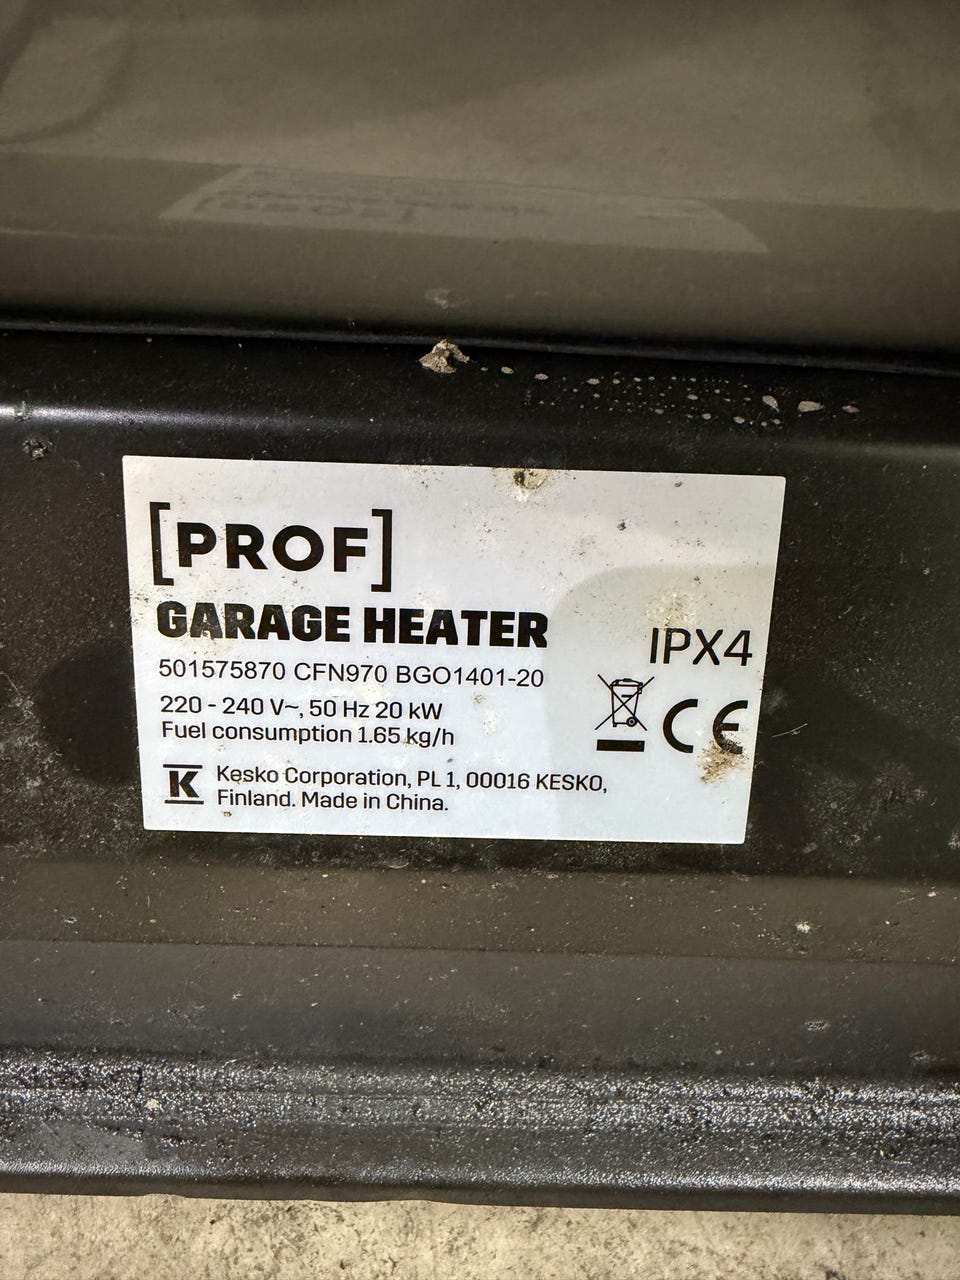 [PROF]
GARAGE HEATER
501575870 CFN970 BGO1401-20
220 - 240 V~, 50 Hz 20 kW
Fuel consumption 1.65 kg/h
IPX4
CE
K
Kesko Corporation, PL 1, 00016 KESKO,
Finland. Made in China.